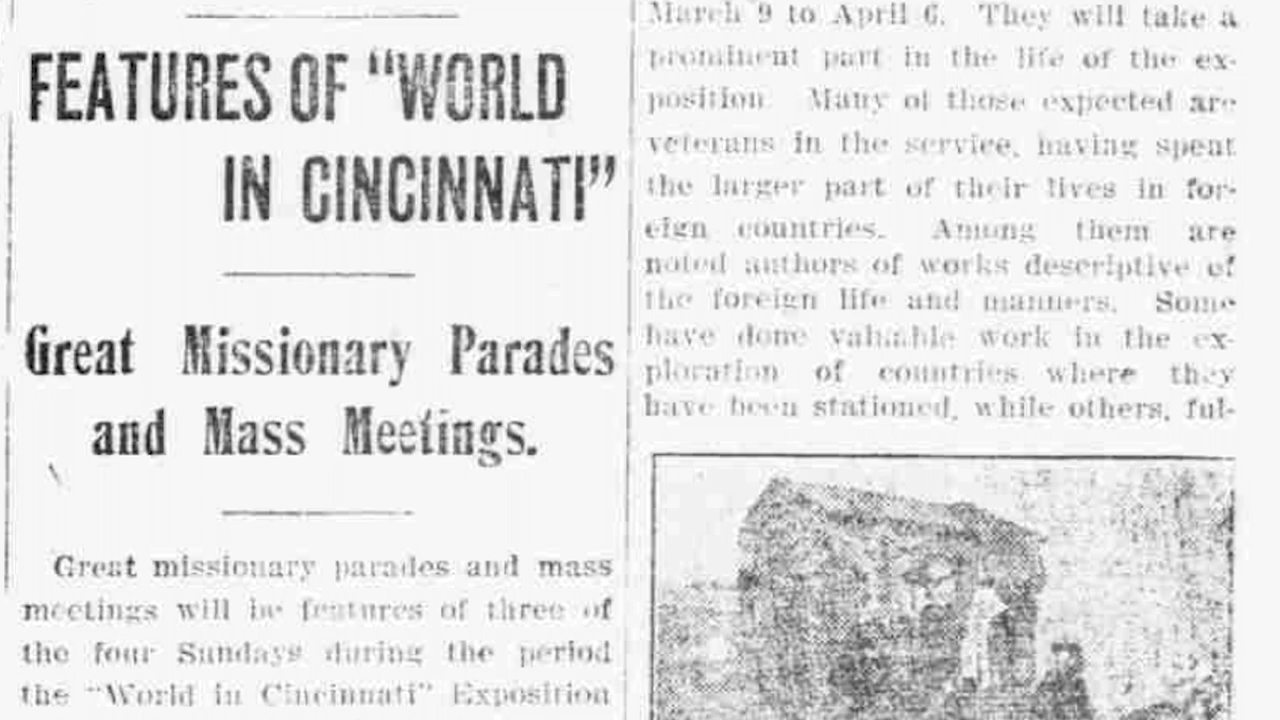 FEATURES OF "WORLD
IN CINCINNATI"
Great Missionary Parades
and Mass Meetings.
Great missionary parades and mass
meetings will be features of three of
the four Sundays during the period
the "World in Cincinnati" Exposition
March 9 to April 6. They will take a
prominent part in the life of the ex-
position. Many of those expected are
veterans in the service, having spent
the larger part of their lives in for-
eign countries. Among them are
noted authors of works descriptive of
the foreign life and manners. Some
have done valuable work in the ex-
ploration of countries where they
have been stationed, while others, ful-